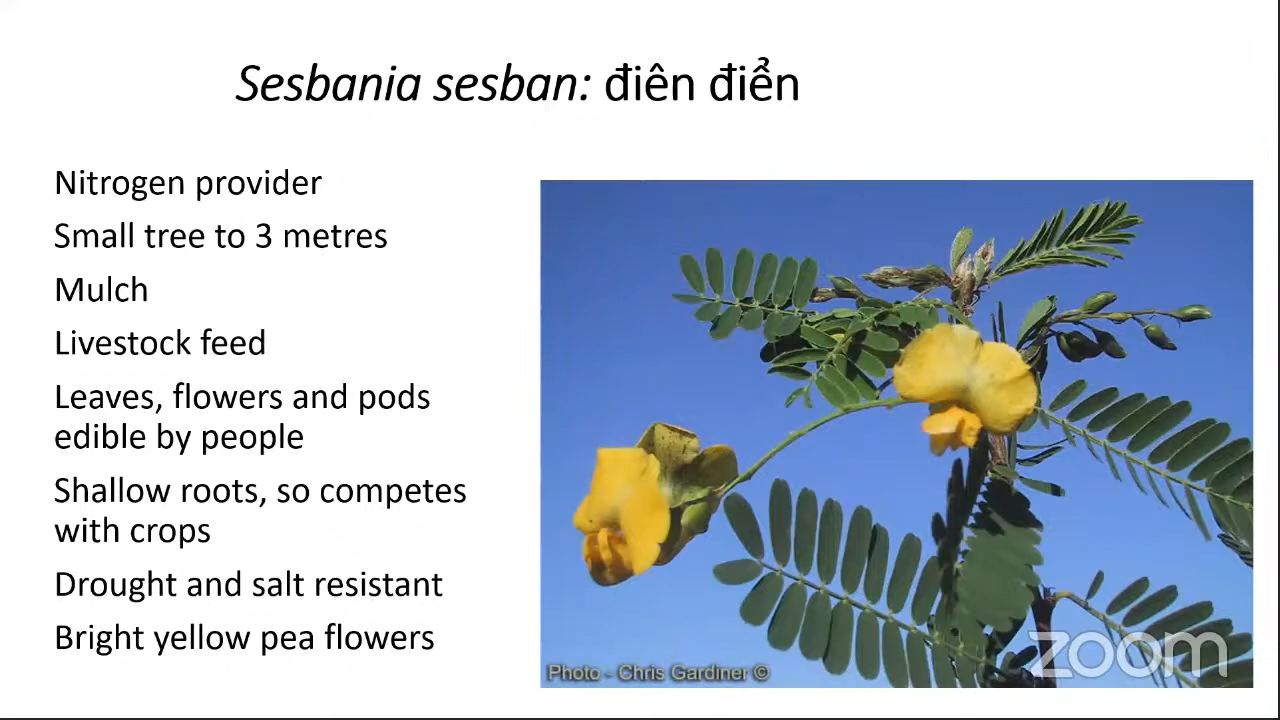 Sesbania sesban: điên điển
Nitrogen provider
Small tree to 3 metres
Mulch
Livestock feed
Leaves, flowers and pods
edible by people
Shallow roots, so competes
with crops
Drought and salt resistant
Bright yellow pea flowers
Photo - Chris Gardiner ©
zoom